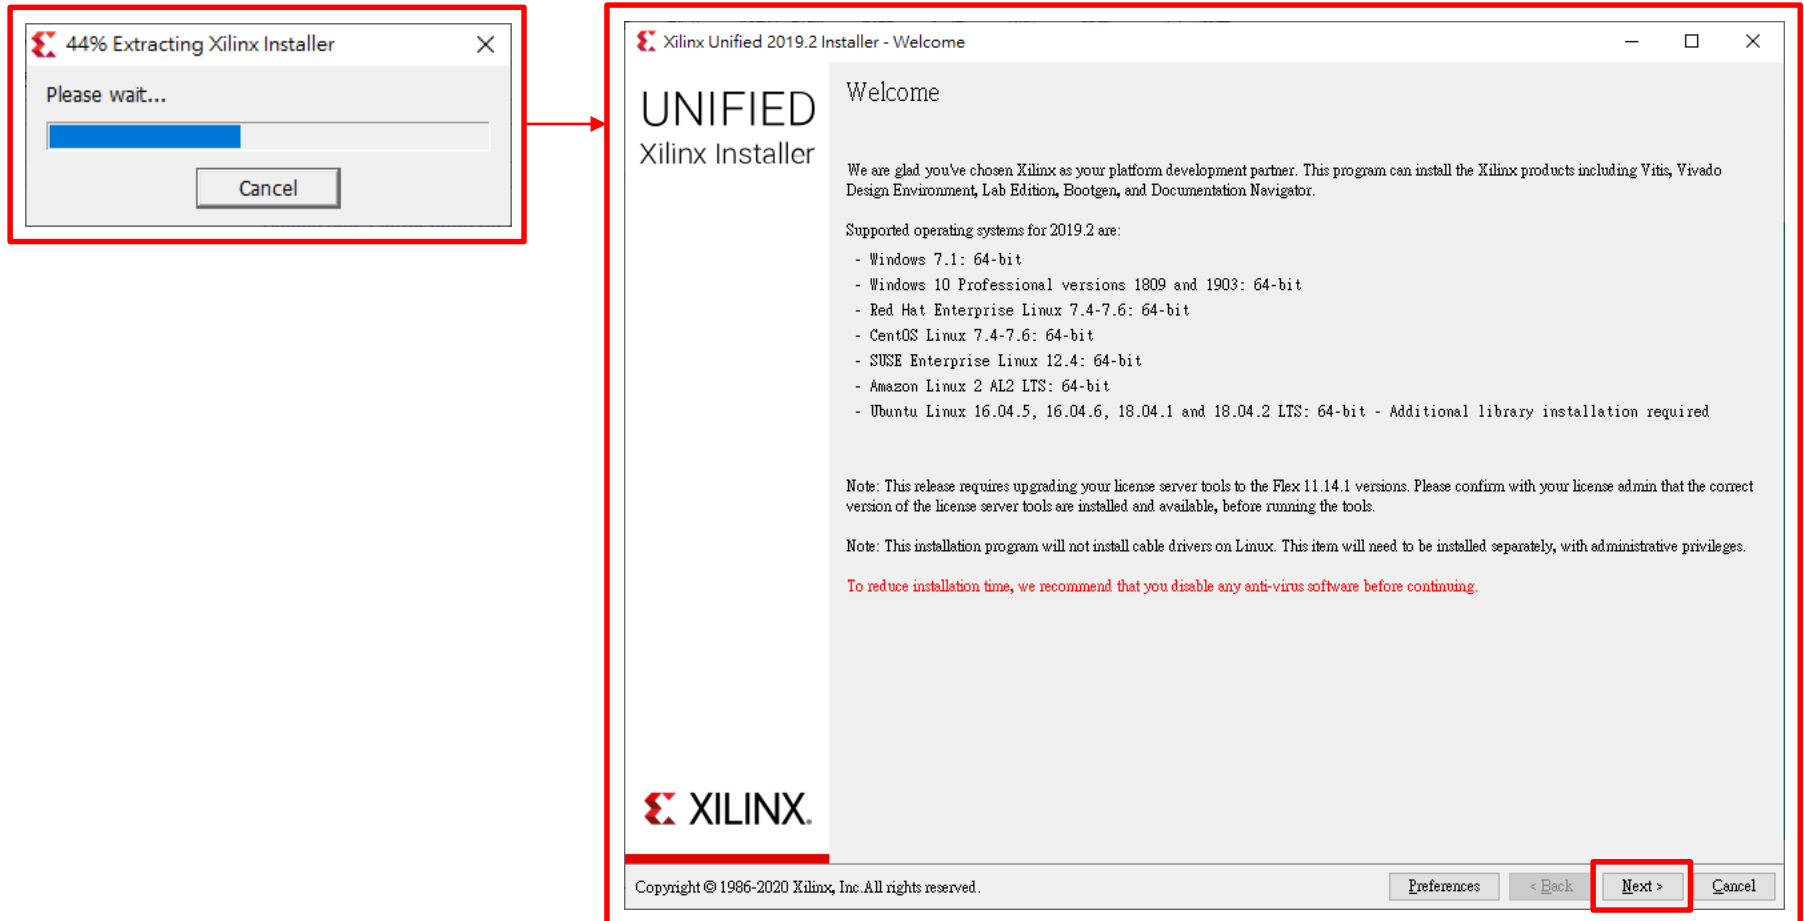 44% Extracting Xilinx Installer
Please wait...
Cancel
Xilinx Unified 2019.2 Installer - Welcome
UNIFIED
Xilinx Installer
Welcome
We are glad you've chosen Xilinx as your platform development partner. This program can install the Xilinx products including Vitis, Vivado
Design Environment, Lab Edition, Bootgen, and Documentation Navigator.
Supported operating systems for 2019.2 are:
- Windows 7.1: 64-bit
- Windows 10 Professional versions 1809 and 1903: 64-bit
- Red Hat Enterprise Linux 7.4-7.6: 64-bit
- CentOS Linux 7.4-7.6: 64-bit
- SUSE Enterprise Linux 12.4: 64-bit
- Amazon Linux 2 AL2 LTS: 64-bit
- Ubuntu Linux 16.04.5, 16.04.6, 18.04.1 and 18.04.2 LTS: 64-bit - Additional library installation required
Note: This release requires upgrading your license server tools to the Flex 11.14.1 versions. Please confirm with your license admin that the correct
version of the license server tools are installed and available, before running the tools.
Note: This installation program will not install cable drivers on Linux. This item will need to be installed separately, with administrative privileges.
To reduce installation time, we recommend that you disable any anti-virus software before continuing.
XILINX.
Copyright © 1986-2020 Xilinx, Inc.All rights reserved.
Preferences
< Back
Next >
Cancel